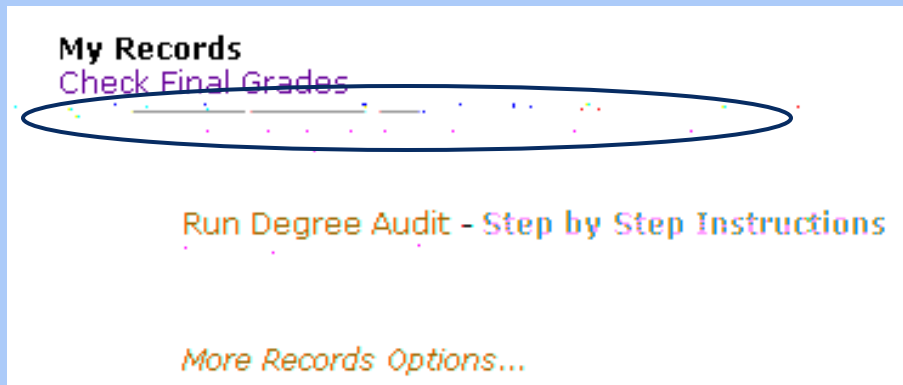 My Records
Check Final Grades
Run Degree Audit - Step by Step Instructions
More Records Options...